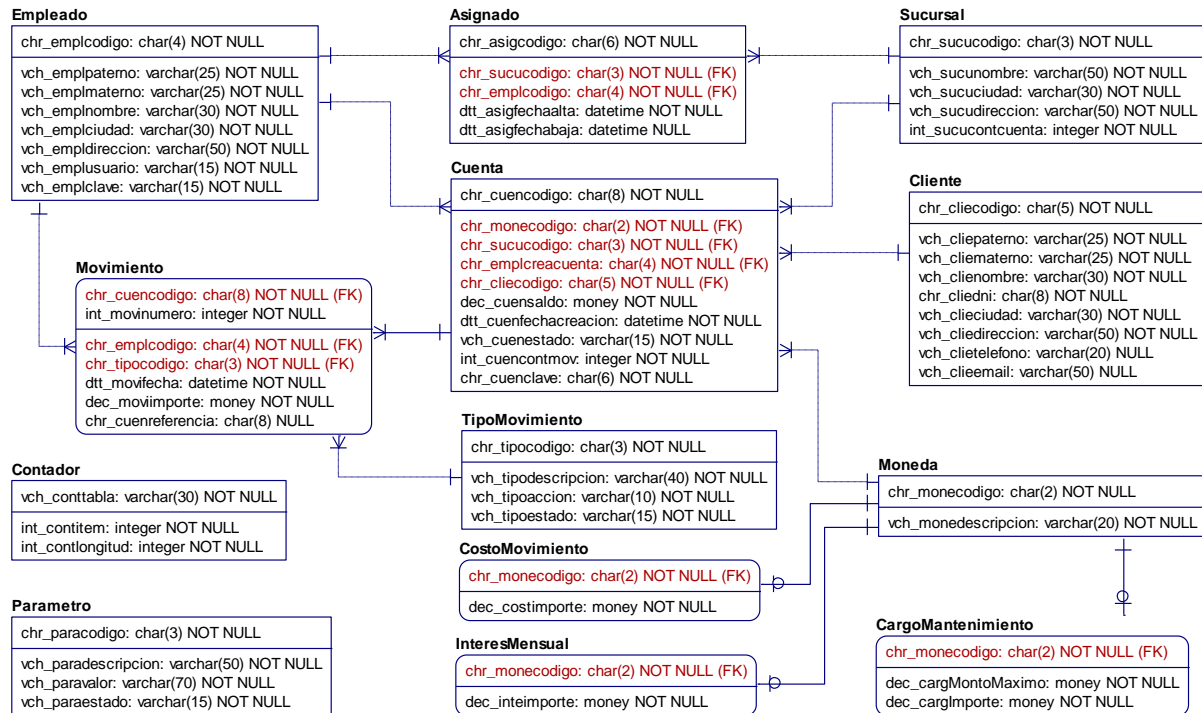 Empleado
chr_emplcodigo: char(4) NOT NULL
vch_emplpaterno: varchar(25) NOT NULL
vch_emplmaterno: varchar(25) NOT NULL
vch_emplnombre: varchar(30) NOT NULL
vch_emplciudad: varchar(30) NOT NULL
vch_empldireccion: varchar(50) NOT NULL
vch_emplusuario: varchar(15) NOT NULL
vch_emplclave: varchar(15) NOT NULL
Asignado
chr_asigcodigo: char(6) NOT NULL
chr_sucucodigo: char(3) NOT NULL (FK)
chr_emplcodigo: char(4) NOT NULL (FK)
dtt_asigfechaalta: datetime NOT NULL
dtt_asigfechabaja: datetime NULL
Sucursal
chr_sucucodigo: char(3) NOT NULL
vch_sucunombre: varchar(50) NOT NULL
vch_sucuciudad: varchar(30) NOT NULL
vch_sucudireccion: varchar(50) NOT NULL
int_sucucontcuenta: integer NOT NULL
Cuenta
chr_cuencodigo: char(8) NOT NULL
chr_monecodigo: char(2) NOT NULL (FK)
chr_sucucodigo: char(3) NOT NULL (FK)
chr_emplcreacuenta: char(4) NOT NULL (FK)
chr_cliecodigo: char(5) NOT NULL (FK)
dec_cuensaldo: money NOT NULL
dtt_cuenfechacreacion: datetime NOT NULL
vch_cuenestado: varchar(15) NOT NULL
int_cuencontmov: integer NOT NULL
chr_cuenclave: char(6) NOT NULL
Cliente
chr_cliecodigo: char(5) NOT NULL
vch_cliepaterno: varchar(25) NOT NULL
vch_cliematerno: varchar(25) NOT NULL
vch_clienombre: varchar(30) NOT NULL
chr_cliedni: char(8) NOT NULL
vch_clieciudad: varchar(30) NOT NULL
vch_cliedireccion: varchar(50) NOT NULL
vch_clietelefono: varchar(20) NULL
vch_clieemail: varchar(50) NULL
Movimiento
chr_cuencodigo: char(8) NOT NULL (FK)
int_movinumero: integer NOT NULL
chr_emplcodigo: char(4) NOT NULL (FK)
chr_tipocodigo: char(3) NOT NULL (FK)
dtt_movifecha: datetime NOT NULL
dec_moviimporte: money NOT NULL
chr_cuenreferencia: char(8) NULL
TipoMovimiento
chr_tipocodigo: char(3) NOT NULL
vch_tipodescripcion: varchar(40) NOT NULL
vch_tipoaccion: varchar(10) NOT NULL
vch_tipoestado: varchar(15) NOT NULL
Moneda
chr_monecodigo: char(2) NOT NULL
vch_monedescripcion: varchar(20) NOT NULL
Contador
vch_conttabla: varchar(30) NOT NULL
int_contitem: integer NOT NULL
int_contlongitud: integer NOT NULL
CostoMovimiento
chr_monecodigo: char(2) NOT NULL (FK)
dec_costimporte: money NOT NULL
Parametro
chr_paracodigo: char(3) NOT NULL
vch_paradescripcion: varchar(50) NOT NULL
vch_paravalor: varchar(70) NOT NULL
vch_paraestado: varchar(15) NOT NULL
InteresMensual
chr_monecodigo: char(2) NOT NULL (FK)
dec_inteimporte: money NOT NULL
CargoMantenimiento
chr_monecodigo: char(2) NOT NULL (FK)
dec_cargMontoMaximo: money NOT NULL
dec_cargImporte: money NOT NULL